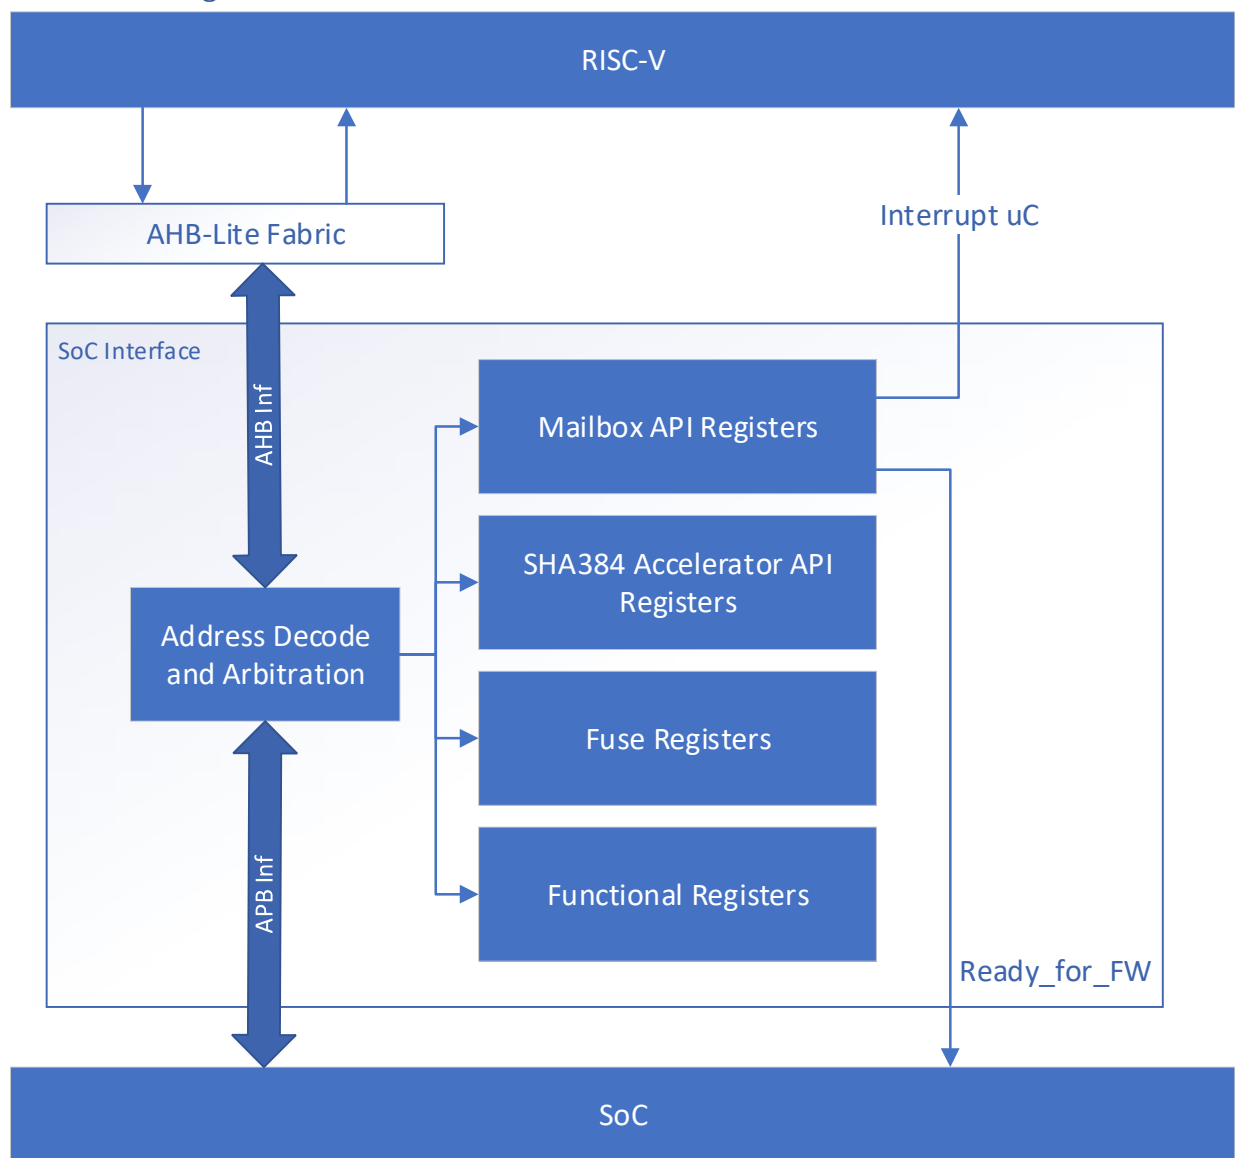 RISC-V
AHB-Lite Fabric
Interrupt uC
SoC Interface
AHB Inf
Mailbox API Registers
SHA384 Accelerator API
Registers
Address Decode
and Arbitration
Fuse Registers
APB Inf
Functional Registers
Ready_for_FW
SoC